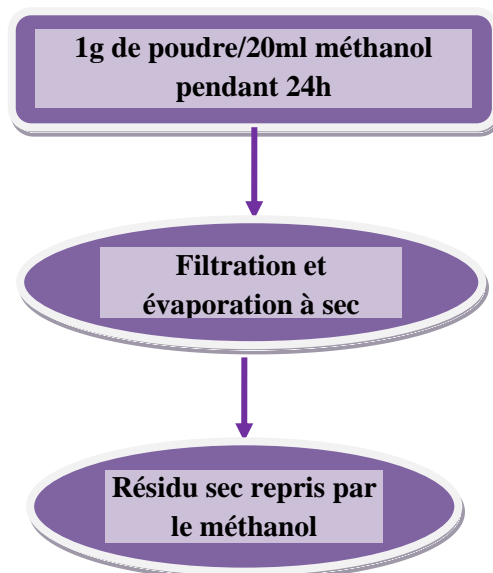 1g de poudre/20ml méthanol
pendant 24h
Filtration et
évaporation à sec
Résidu sec repris par
le méthanol